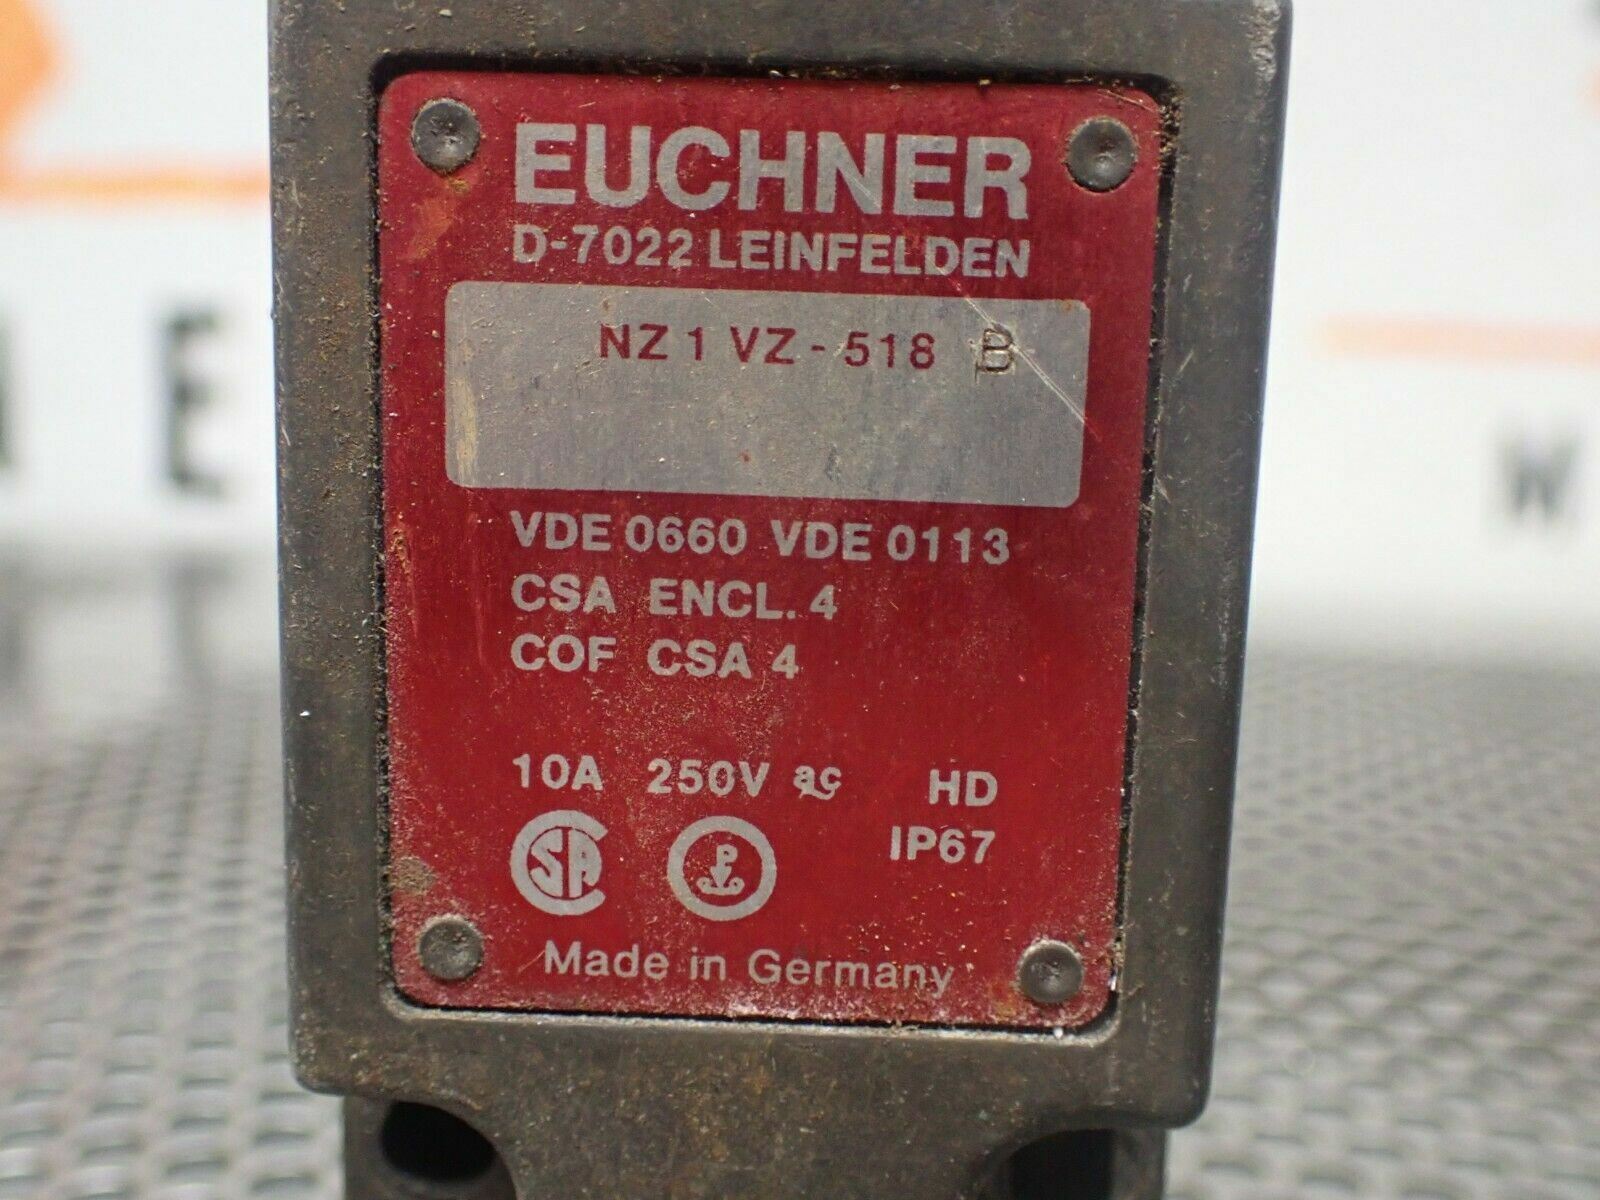 EUCHNER
D-7022 LEINFELDEN
NZ 1 VZ - 518 B
VDE 0660 VDE 0113
CSA ENCL. 4
COF CSA 4
10A 250V ac HD
IP67
CSA P
Made in Germany
E
W